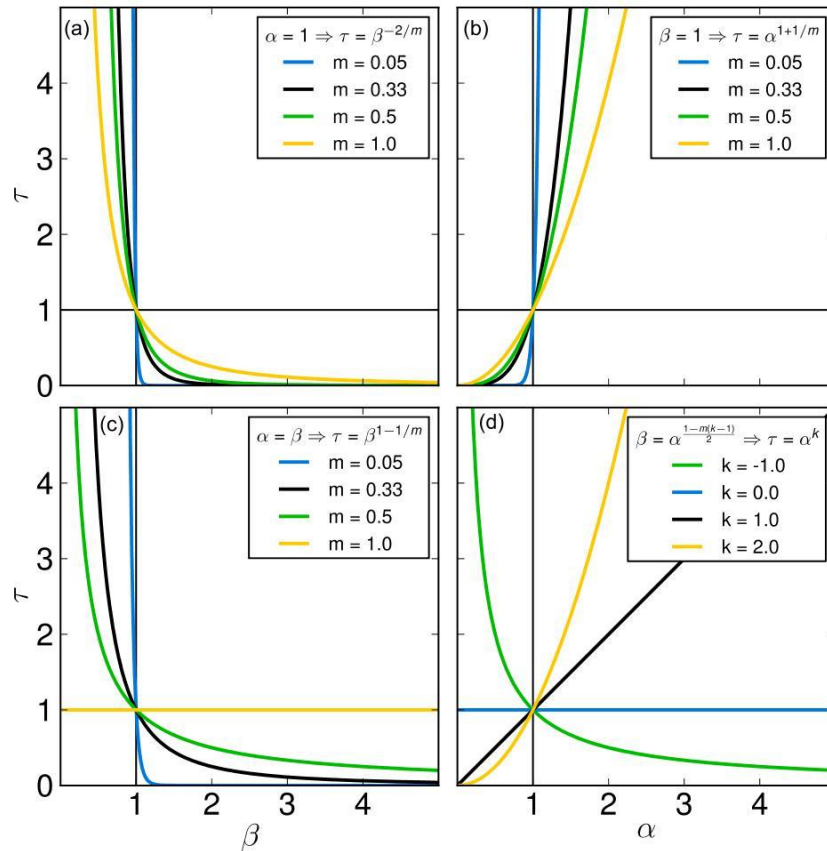 (a)
α = 1 ⇒ τ = β^{-2/m}
m = 0.05
m = 0.33
m = 0.5
m = 1.0
4
3
2
1
0
τ
(b)
β = 1 ⇒ τ = α^{1+1/m}
m = 0.05
m = 0.33
m = 0.5
m = 1.0
(c)
α = β ⇒ τ = β^{1-1/m}
m = 0.05
m = 0.33
m = 0.5
m = 1.0
4
3
2
1
0
τ
1 2 3 4
β
(d)
β = α^{\frac{1-m(k-1)}{2}} ⇒ τ = α^k
k = -1.0
k = 0.0
k = 1.0
k = 2.0
1 2 3 4
α